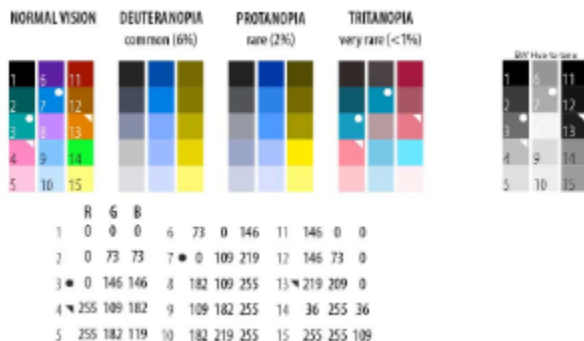 NORMAL VISION DEUTERANOPIA PROTANOPIA TRITANOPIA
common (6%) rare (2%) very rare (<1%)
1 6 11 1 6 11
2 7 12 2 7 12
3 8 13 3 8 13
4 9 14 4 9 14
5 10 15 5 10 15
R G B
1 0 0 0 6 73 0 146 11 146 0 0
2 0 73 73 7 0 109 219 12 146 73 0
3 0 146 146 8 182 109 255 13 219 209 0
4 255 109 182 9 109 182 255 14 36 255 36
5 255 182 119 10 182 219 255 15 255 255 109